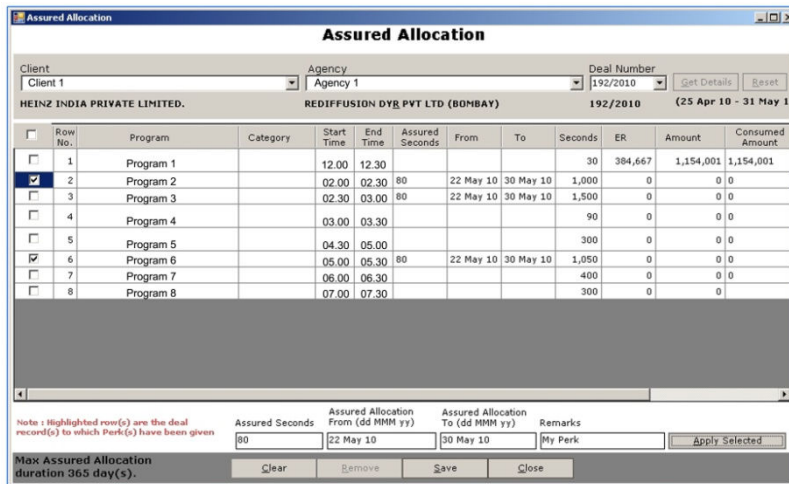 Assured Allocation
Assured Allocation
Client Agency Deal Number
Client 1 Agency 1 192/2010 Get Details Reset
HEINZ INDIA PRIVATE LIMITED. REDIFFUSION DYR PVT LTD (BOMBAY) 192/2010 (25 Apr 10 - 31 May 1
Row No. Program Category Start Time End Time Assured Seconds From To Seconds ER Amount Consumed Amount
1 Program 1 12.00 12.30 30 384,667 1,154,001 1,154,001
2 Program 2 02.00 02.30 80 22 May 10 30 May 10 1,000 0 0 0
3 Program 3 02.30 03.00 80 22 May 10 30 May 10 1,500 0 0 0
4 Program 4 03.00 03.30 90 0 0 0
5 Program 5 04.30 05.00 300 0 0 0
6 Program 6 05.00 05.30 80 22 May 10 30 May 10 1,050 0 0 0
7 Program 7 06.00 06.30 400 0 0 0
8 Program 8 07.00 07.30 300 0 0
Note : Highlighted row(s) are the deal
record(s) to which Perk(s) have been given
Assured Seconds Assured Allocation From (dd MMM yy) Assured Allocation To (dd MMM yy) Remarks
80 22 May 10 30 May 10 My Perk Apply Selected
Max Assured Allocation
duration 365 day(s).
Clear Remove Save Close